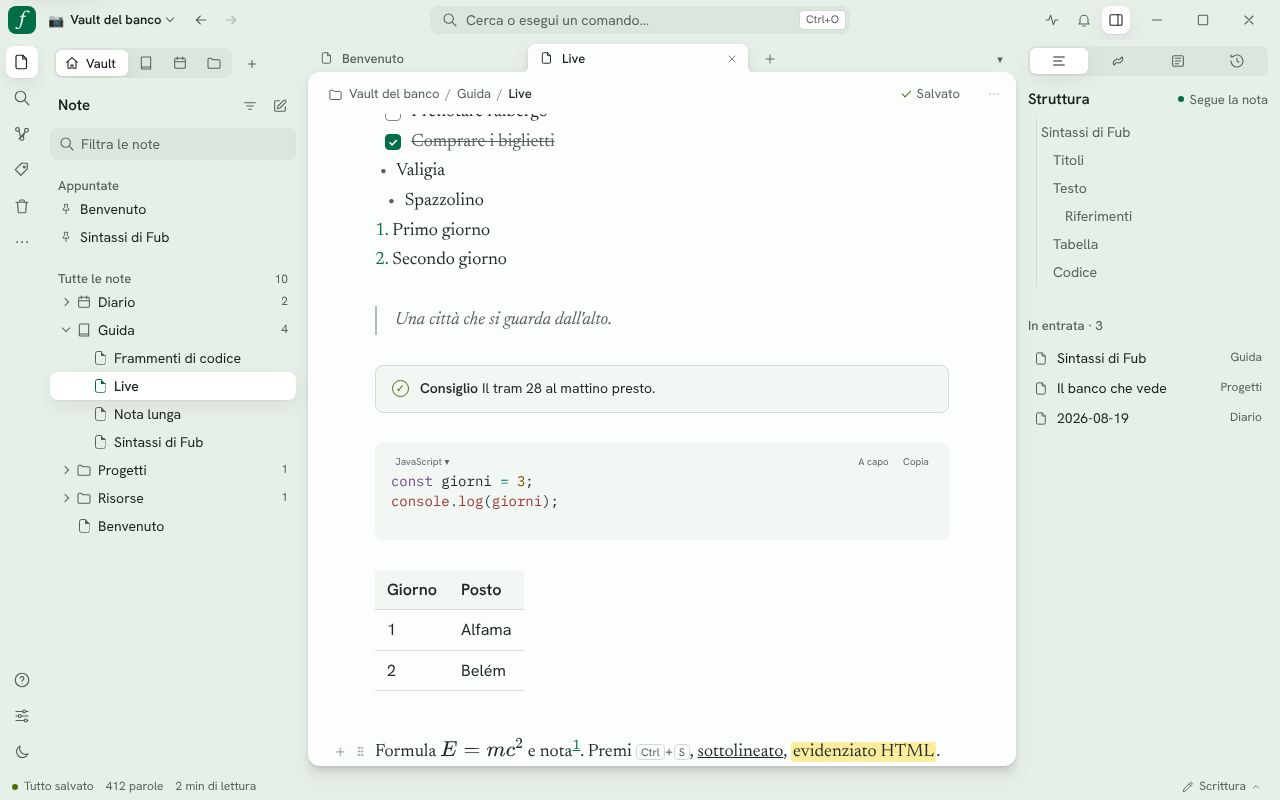 Vault del banco
Cerca o esegui un comando...
Ctrl+O
Vault
Note
Filtra le note
Appuntate
Benvenuto
Sintassi di Fub
Tutte le note 10
Diario 2
Guida 4
Frammenti di codice
Live
Nota lunga
Sintassi di Fub
Progetti 1
Risorse 1
Benvenuto
Benvenuto
Live
Vault del banco / Guida / Live
Salvato
Prenotare l'albergo
Comprare i biglietti
• Valigia
• Spazzolino
1. Primo giorno
2. Secondo giorno
Una città che si guarda dall'alto.
Consiglio Il tram 28 al mattino presto.
JavaScript ▾
A capo Copia
const giorni = 3;
console.log(giorni);
Giorno Posto
1 Alfama
2 Belém
Formula E = mc² e nota¹. Premi Ctrl+S, sottolineato, evidenziato HTML.
Struttura
Segue la nota
Sintassi di Fub
Titoli
Testo
Riferimenti
Tabella
Codice
In entrata · 3
Sintassi di Fub Guida
Il banco che vede Progetti
2026-08-19 Diario
Tutto salvato 412 parole 2 min di lettura
Scrittura